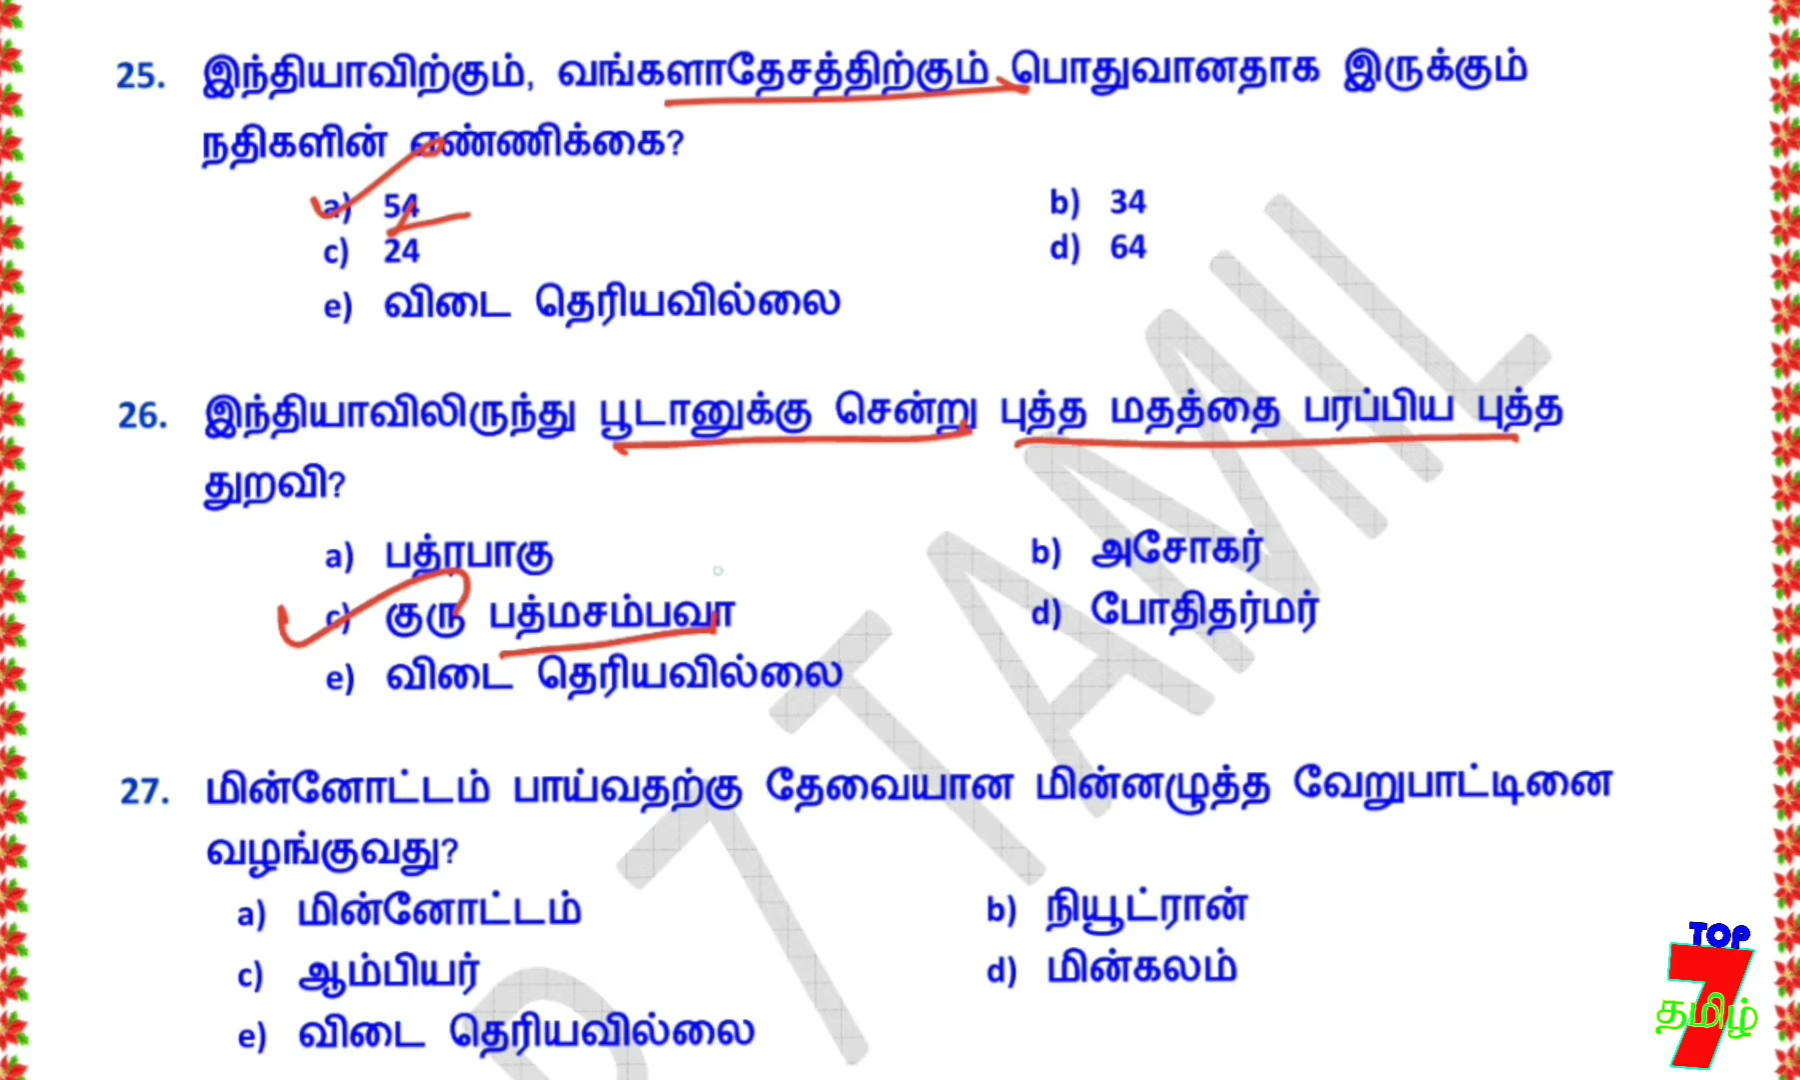 25. இந்தியாவிற்கும், வங்களாதேசத்திற்கும் பொதுவானதாக இருக்கும்
நதிகளின் எண்ணிக்கை?
a) 54
b) 34
c) 24
d) 64
e) விடை தெரியவில்லை
26. இந்தியாவிலிருந்து பூடானுக்கு சென்று புத்த மதத்தை பரப்பிய புத்த
துறவி?
a) பத்ரபாகு
b) அசோகர்
c) குரு பத்மசம்பவா
d) போதிதர்மர்
e) விடை தெரியவில்லை
27. மின்னோட்டம் பாய்வதற்கு தேவையான மின்னழுத்த வேறுபாட்டினை
வழங்குவது?
a) மின்னோட்டம்
b) நியூட்ரான்
c) ஆம்பியர்
d) மின்கலம்
e) விடை தெரியவில்லை
P 7 TAMIL
TOP
7
தமிழ்